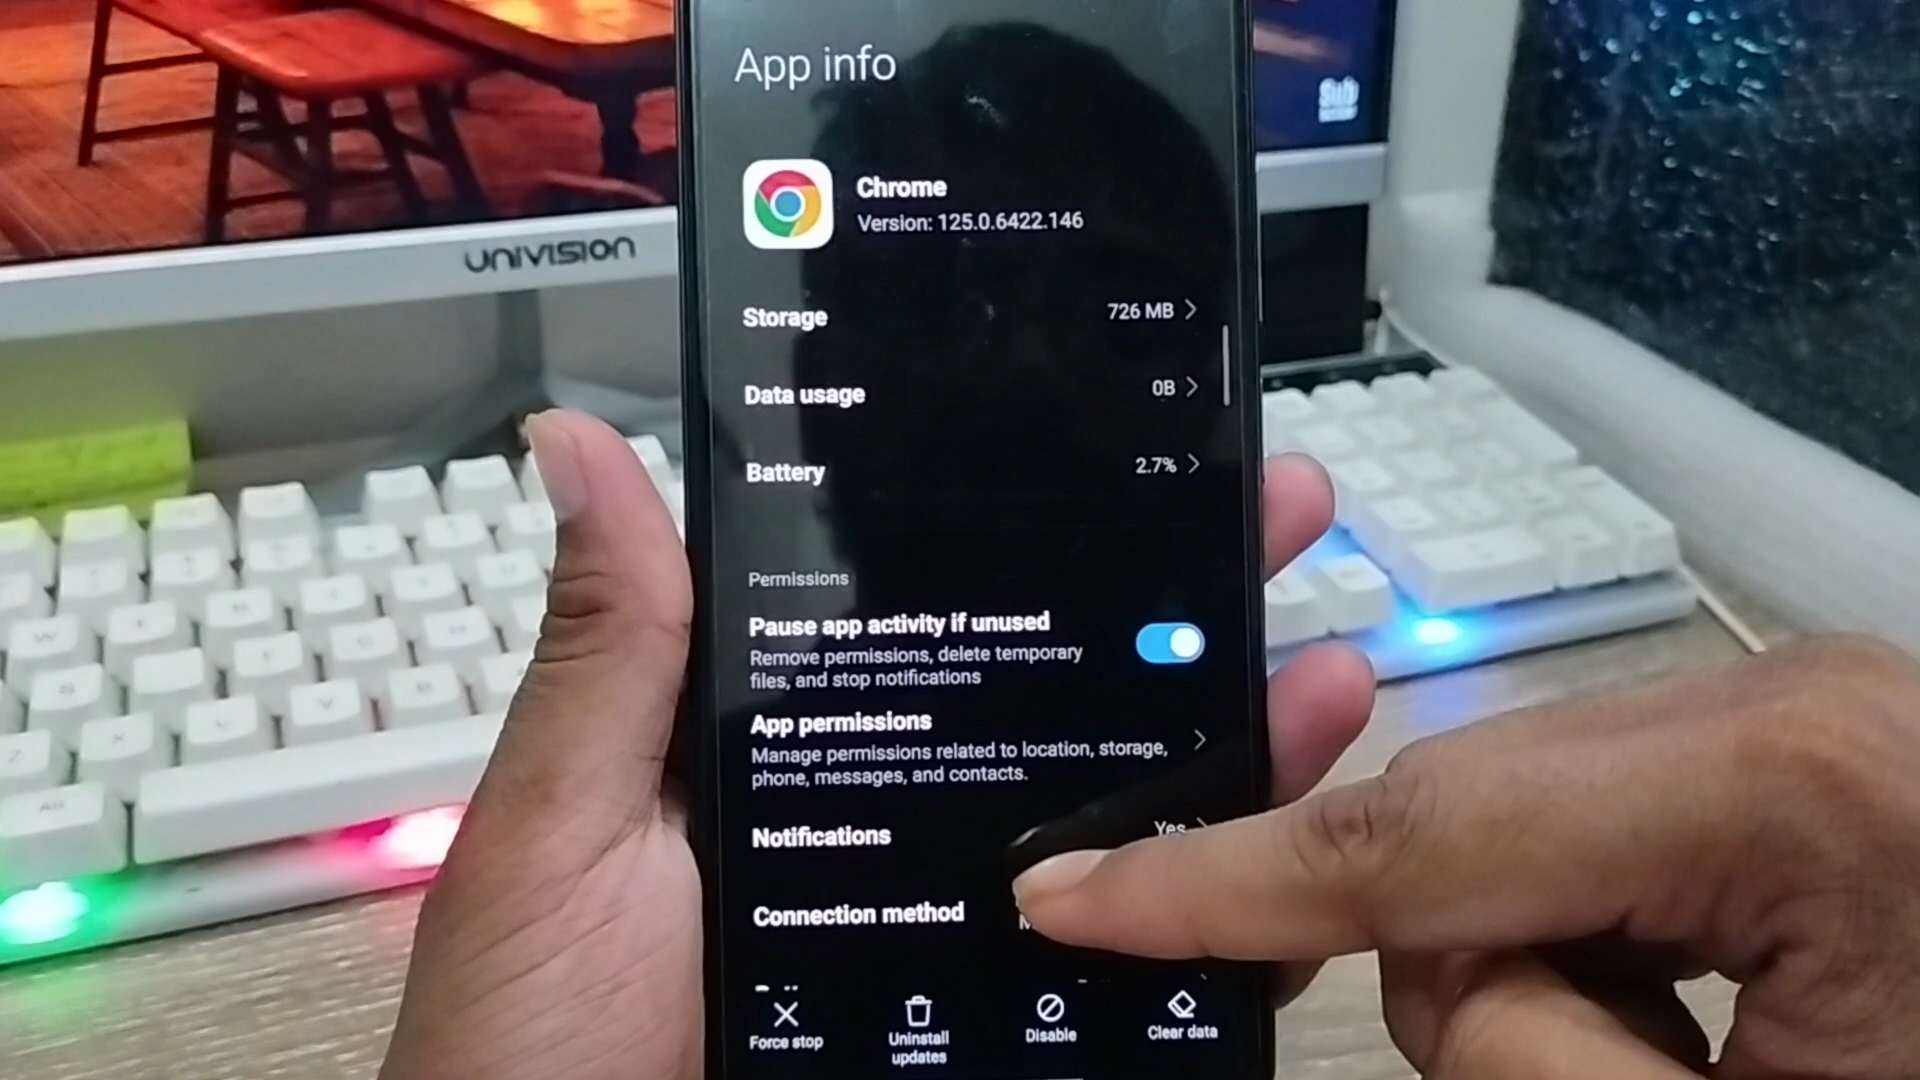 App info
Sub
Chrome
Version: 125.0.6422.146
UNIVISION
Storage
726 MB
Data usage
0B
Battery
2.7%
Permissions
Pause app activity if unused
Remove permissions, delete temporary
files, and stop notifications
App permissions
Manage permissions related to location, storage,
phone, messages, and contacts.
Notifications
Yes
Connection method
Force stop
Uninstall
updates
Disable
Clear data
W
S
Z
X
Alt